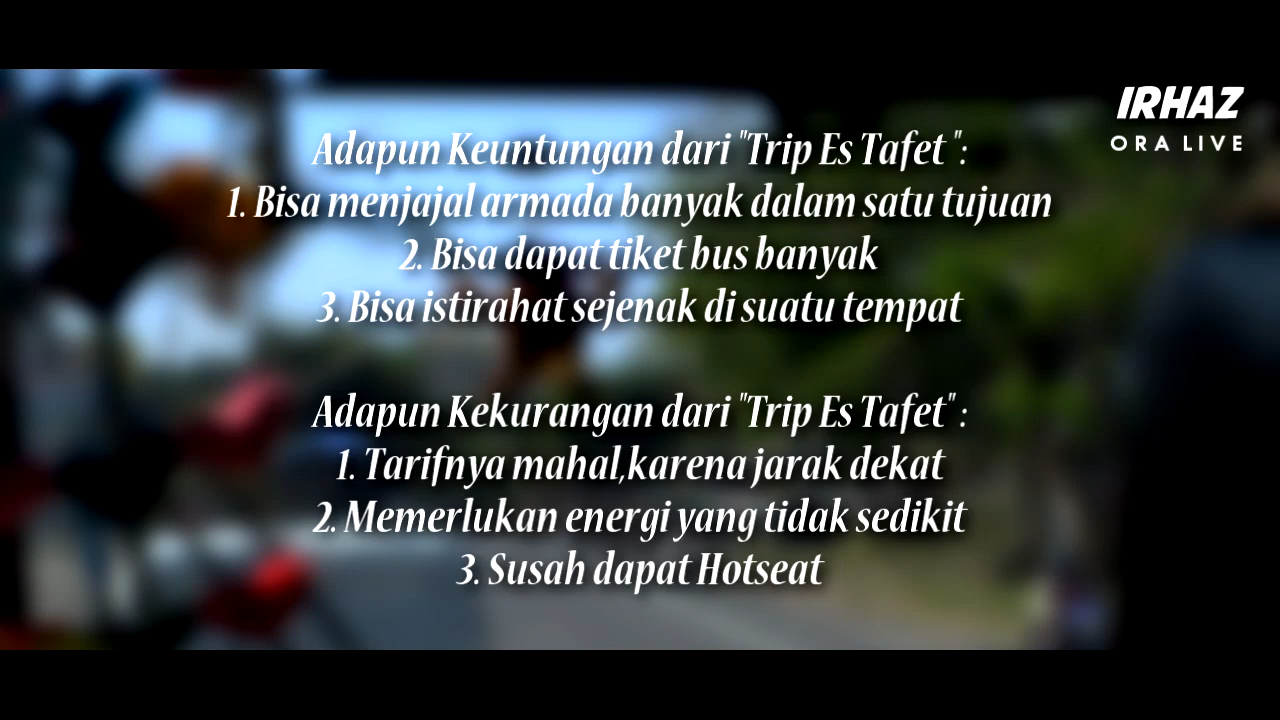 IRHAZ
ORA LIVE
Adapun Keuntungan dari "Trip Es Tafet ":
1. Bisa menjajal armada banyak dalam satu tujuan
2. Bisa dapat tiket bus banyak
3. Bisa istirahat sejenak di suatu tempat
Adapun Kekurangan dari "Trip Es Tafet" :
1. Tarifnya mahal,karena jarak dekat
2. Memerlukan energi yang tidak sedikit
3. Susah dapat Hotseat